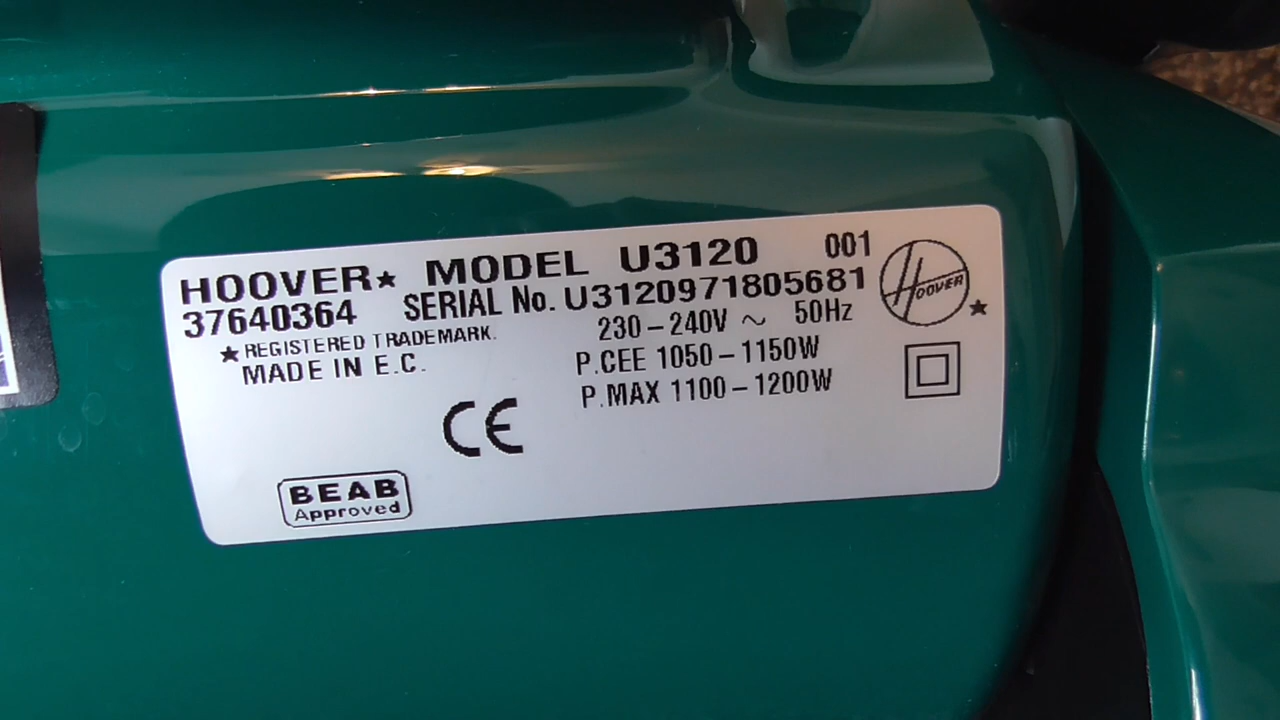 HOOVER★ MODEL U3120 001
37640364 SERIAL No. U3120971805681
★ REGISTERED TRADEMARK. 230–240V ~ 50Hz
MADE IN E.C. P.CEE 1050–1150W
P.MAX 1100–1200W
HOOVER ★
CE
BEAB
Approved